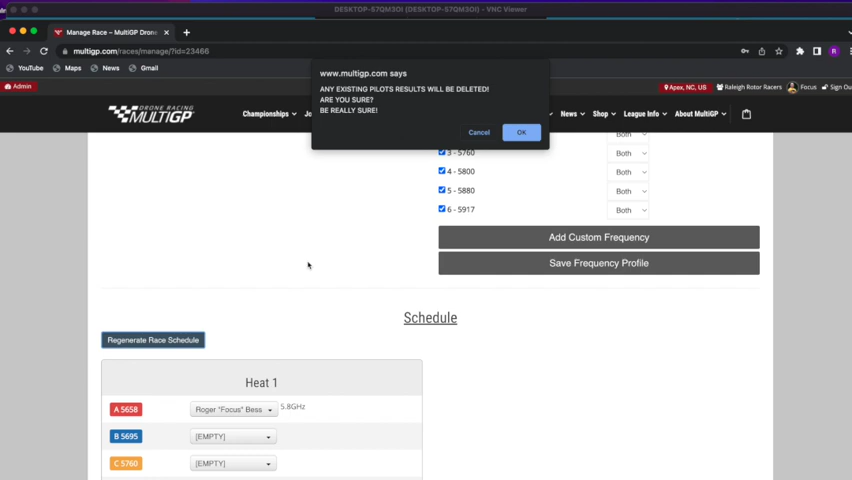 DESKTOP-S7QM3OI (DESKTOP-S7QM3OI) - VNC Viewer
Manage Race – MultiGP Drone
multigp.com/races/manage/?id=23466
YouTube
Maps
News
Gmail
Admin
Apex, NC, US
Raleigh Rotor Racers
Focus
Sign Ou
DRONE RACING
MULTIGP
Championships
Jo
News
Shop
League Info
About MultiGP
www.multigp.com says
ANY EXISTING PILOTS RESULTS WILL BE DELETED!
ARE YOU SURE?
BE REALLY SURE!
Cancel
OK
Both
3 - 5760
Both
4 - 5800
Both
5 - 5880
Both
6 - 5917
Both
Add Custom Frequency
Save Frequency Profile
Schedule
Regenerate Race Schedule
Heat 1
A 5658
Roger "Focus" Bess
5.8GHz
B 5695
[EMPTY]
C 5760
[EMPTY]